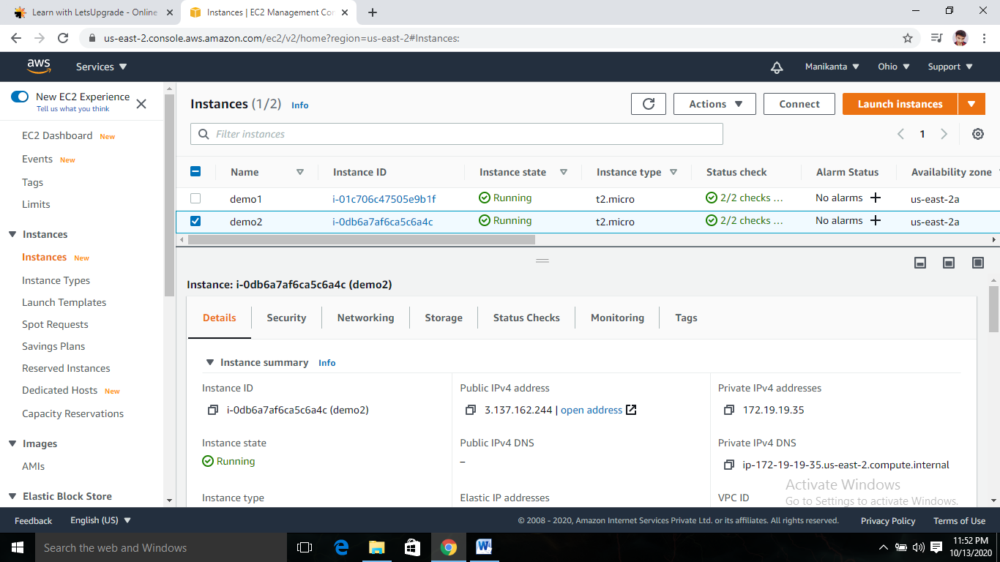 Learn with LetsUpgrade - Online
Instances | EC2 Management Con
us-east-2.console.aws.amazon.com/ec2/v2/home?region=us-east-2#Instances:
aws
Services
Manikanta
Ohio
Support
New EC2 Experience
Tell us what you think
EC2 Dashboard New
Events New
Tags
Limits
Instances
Instances New
Instance Types
Launch Templates
Spot Requests
Savings Plans
Reserved Instances
Dedicated Hosts New
Capacity Reservations
Images
AMIs
Elastic Block Store
Instances (1/2) Info
Actions
Connect
Launch instances
Filter instances
1
Name Instance ID Instance state Instance type Status check Alarm Status Availability zone
demo1 i-01c706c47505e9b1f Running t2.micro 2/2 checks ... No alarms + us-east-2a
demo2 i-0db6a7af6ca5c6a4c Running t2.micro 2/2 checks ... No alarms + us-east-2a
Instance: i-0db6a7af6ca5c6a4c (demo2)
Details Security Networking Storage Status Checks Monitoring Tags
Instance summary Info
Instance ID Public IPv4 address Private IPv4 addresses
i-0db6a7af6ca5c6a4c (demo2) 3.137.162.244 | open address 172.19.19.35
Instance state Public IPv4 DNS Private IPv4 DNS
Running – ip-172-19-19-35.us-east-2.compute.internal
Instance type Elastic IP addresses VPC ID
Activate Windows
Go to Settings to activate Windows.
Feedback English (US) © 2008 - 2020, Amazon Internet Services Private Ltd. or its affiliates. All rights reserved. Privacy Policy Terms of Use
Search the web and Windows
11:52 PM
10/13/2020